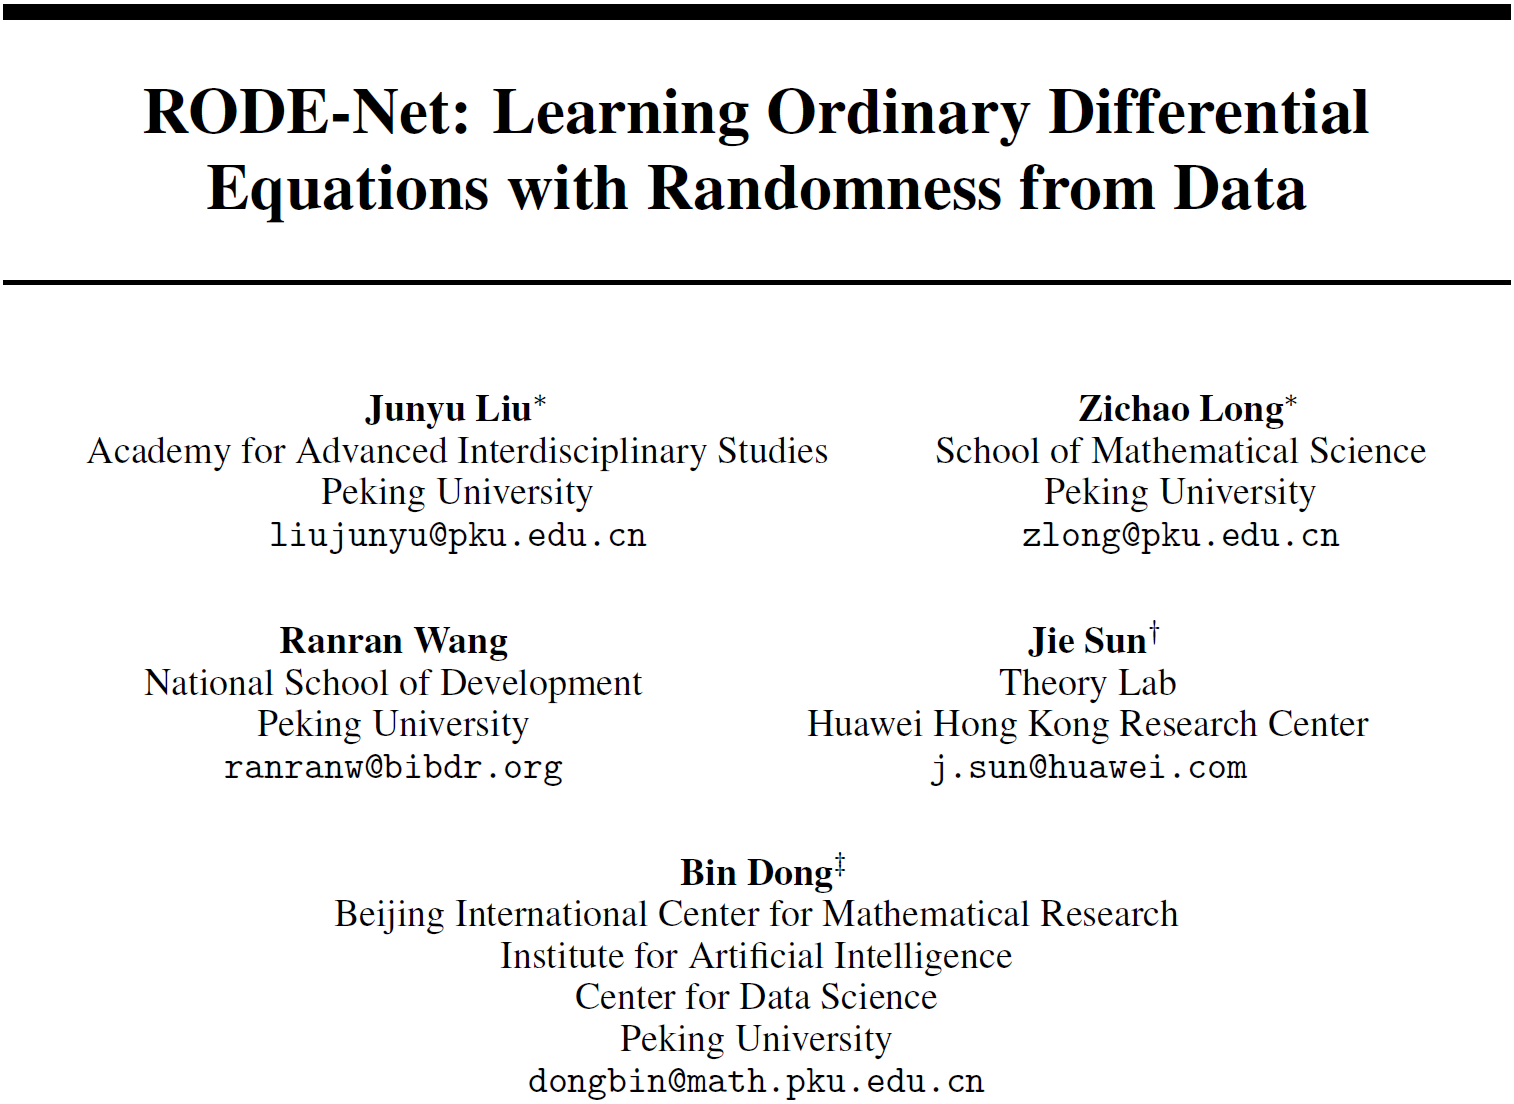 RODE-Net: Learning Ordinary Differential
Equations with Randomness from Data
Junyu Liu*
Academy for Advanced Interdisciplinary Studies
Peking University
liujunyu@pku.edu.cn
Zichao Long*
School of Mathematical Science
Peking University
zlong@pku.edu.cn
Ranran Wang
National School of Development
Peking University
ranranw@bibdr.org
Jie Sun†
Theory Lab
Huawei Hong Kong Research Center
j.sun@huawei.com
Bin Dong‡
Beijing International Center for Mathematical Research
Institute for Artificial Intelligence
Center for Data Science
Peking University
dongbin@math.pku.edu.cn